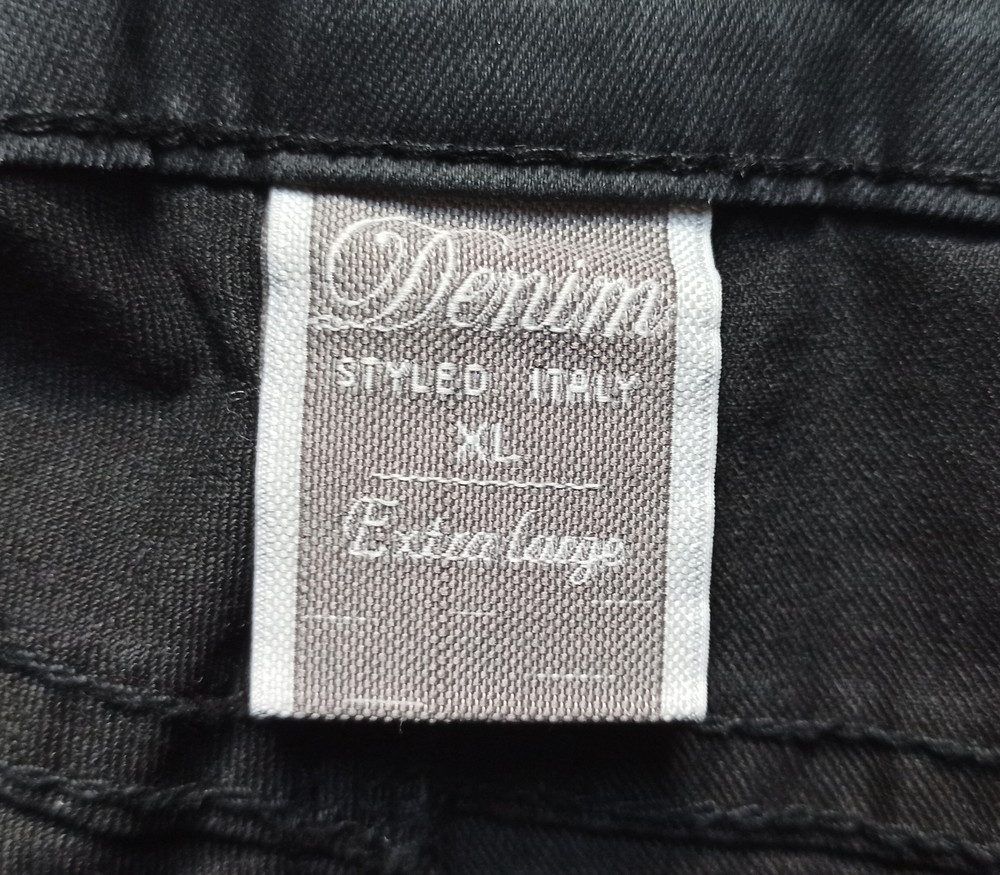 Denim
STYLED ITALY
XL
Extra large